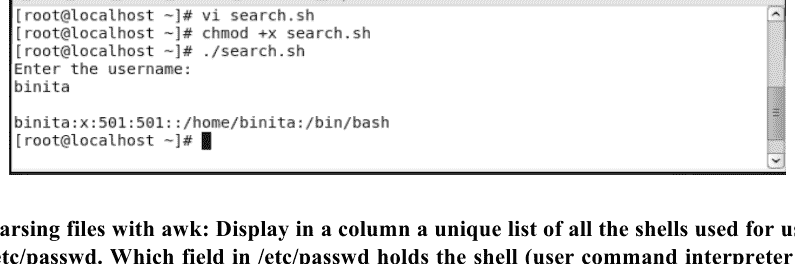 [root@localhost ~]# vi search.sh
[root@localhost ~]# chmod +x search.sh
[root@localhost ~]# ./search.sh
Enter the username:
binita
binita:x:501:501::/home/binita:/bin/bash
[root@localhost ~]#
arsing files with awk: Display in a column a unique list of all the shells used for us
etc/passwd. Which field in /etc/passwd holds the shell (user command interpreter